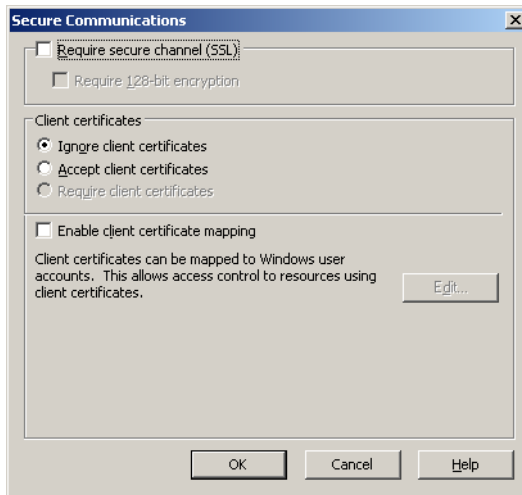 Secure Communications
Require secure channel (SSL)
Require 128-bit encryption
Client certificates
Ignore client certificates
Accept client certificates
Require client certificates
Enable client certificate mapping
Client certificates can be mapped to Windows user
accounts. This allows access control to resources using
client certificates.
Edit...
OK
Cancel
Help